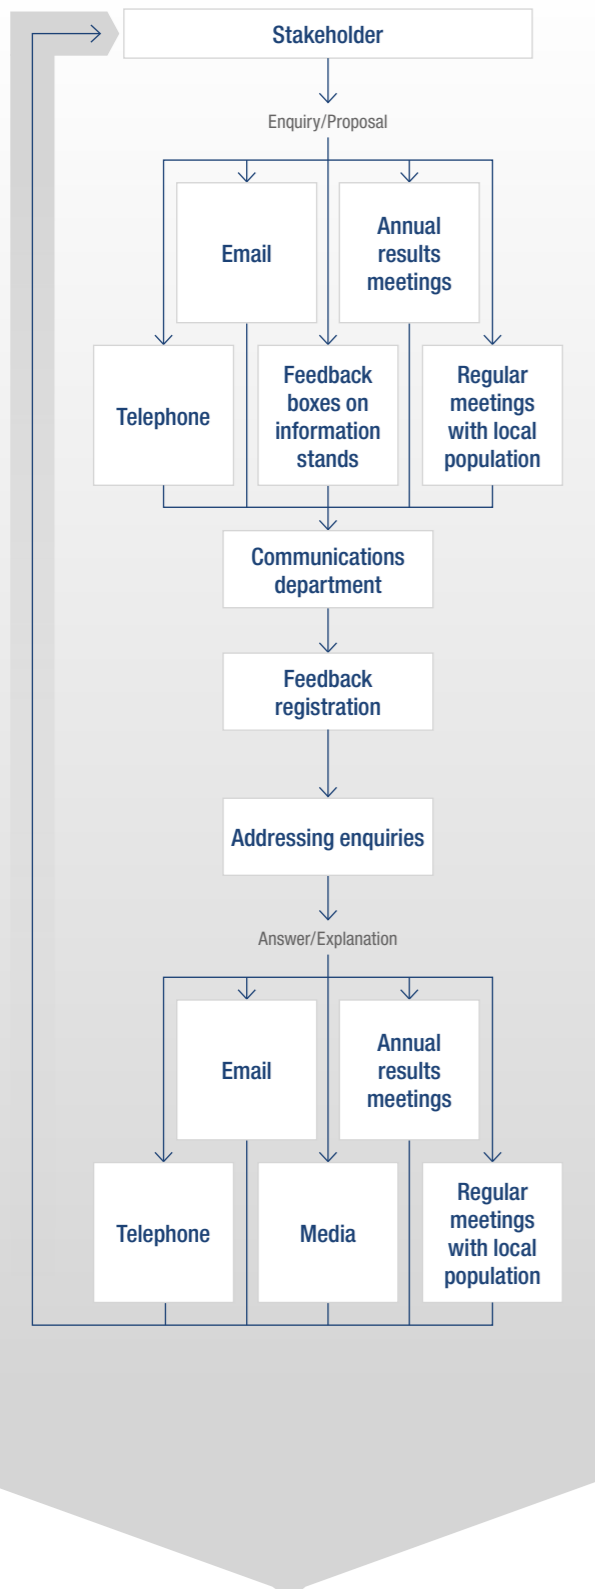 Stakeholder
Enquiry/Proposal
Email
Annual
results
meetings
Telephone
Feedback
boxes on
information
stands
Regular
meetings
with local
population
Communications
department
Feedback
registration
Addressing enquiries
Answer/Explanation
Email
Annual
results
meetings
Telephone
Media
Regular
meetings
with local
population